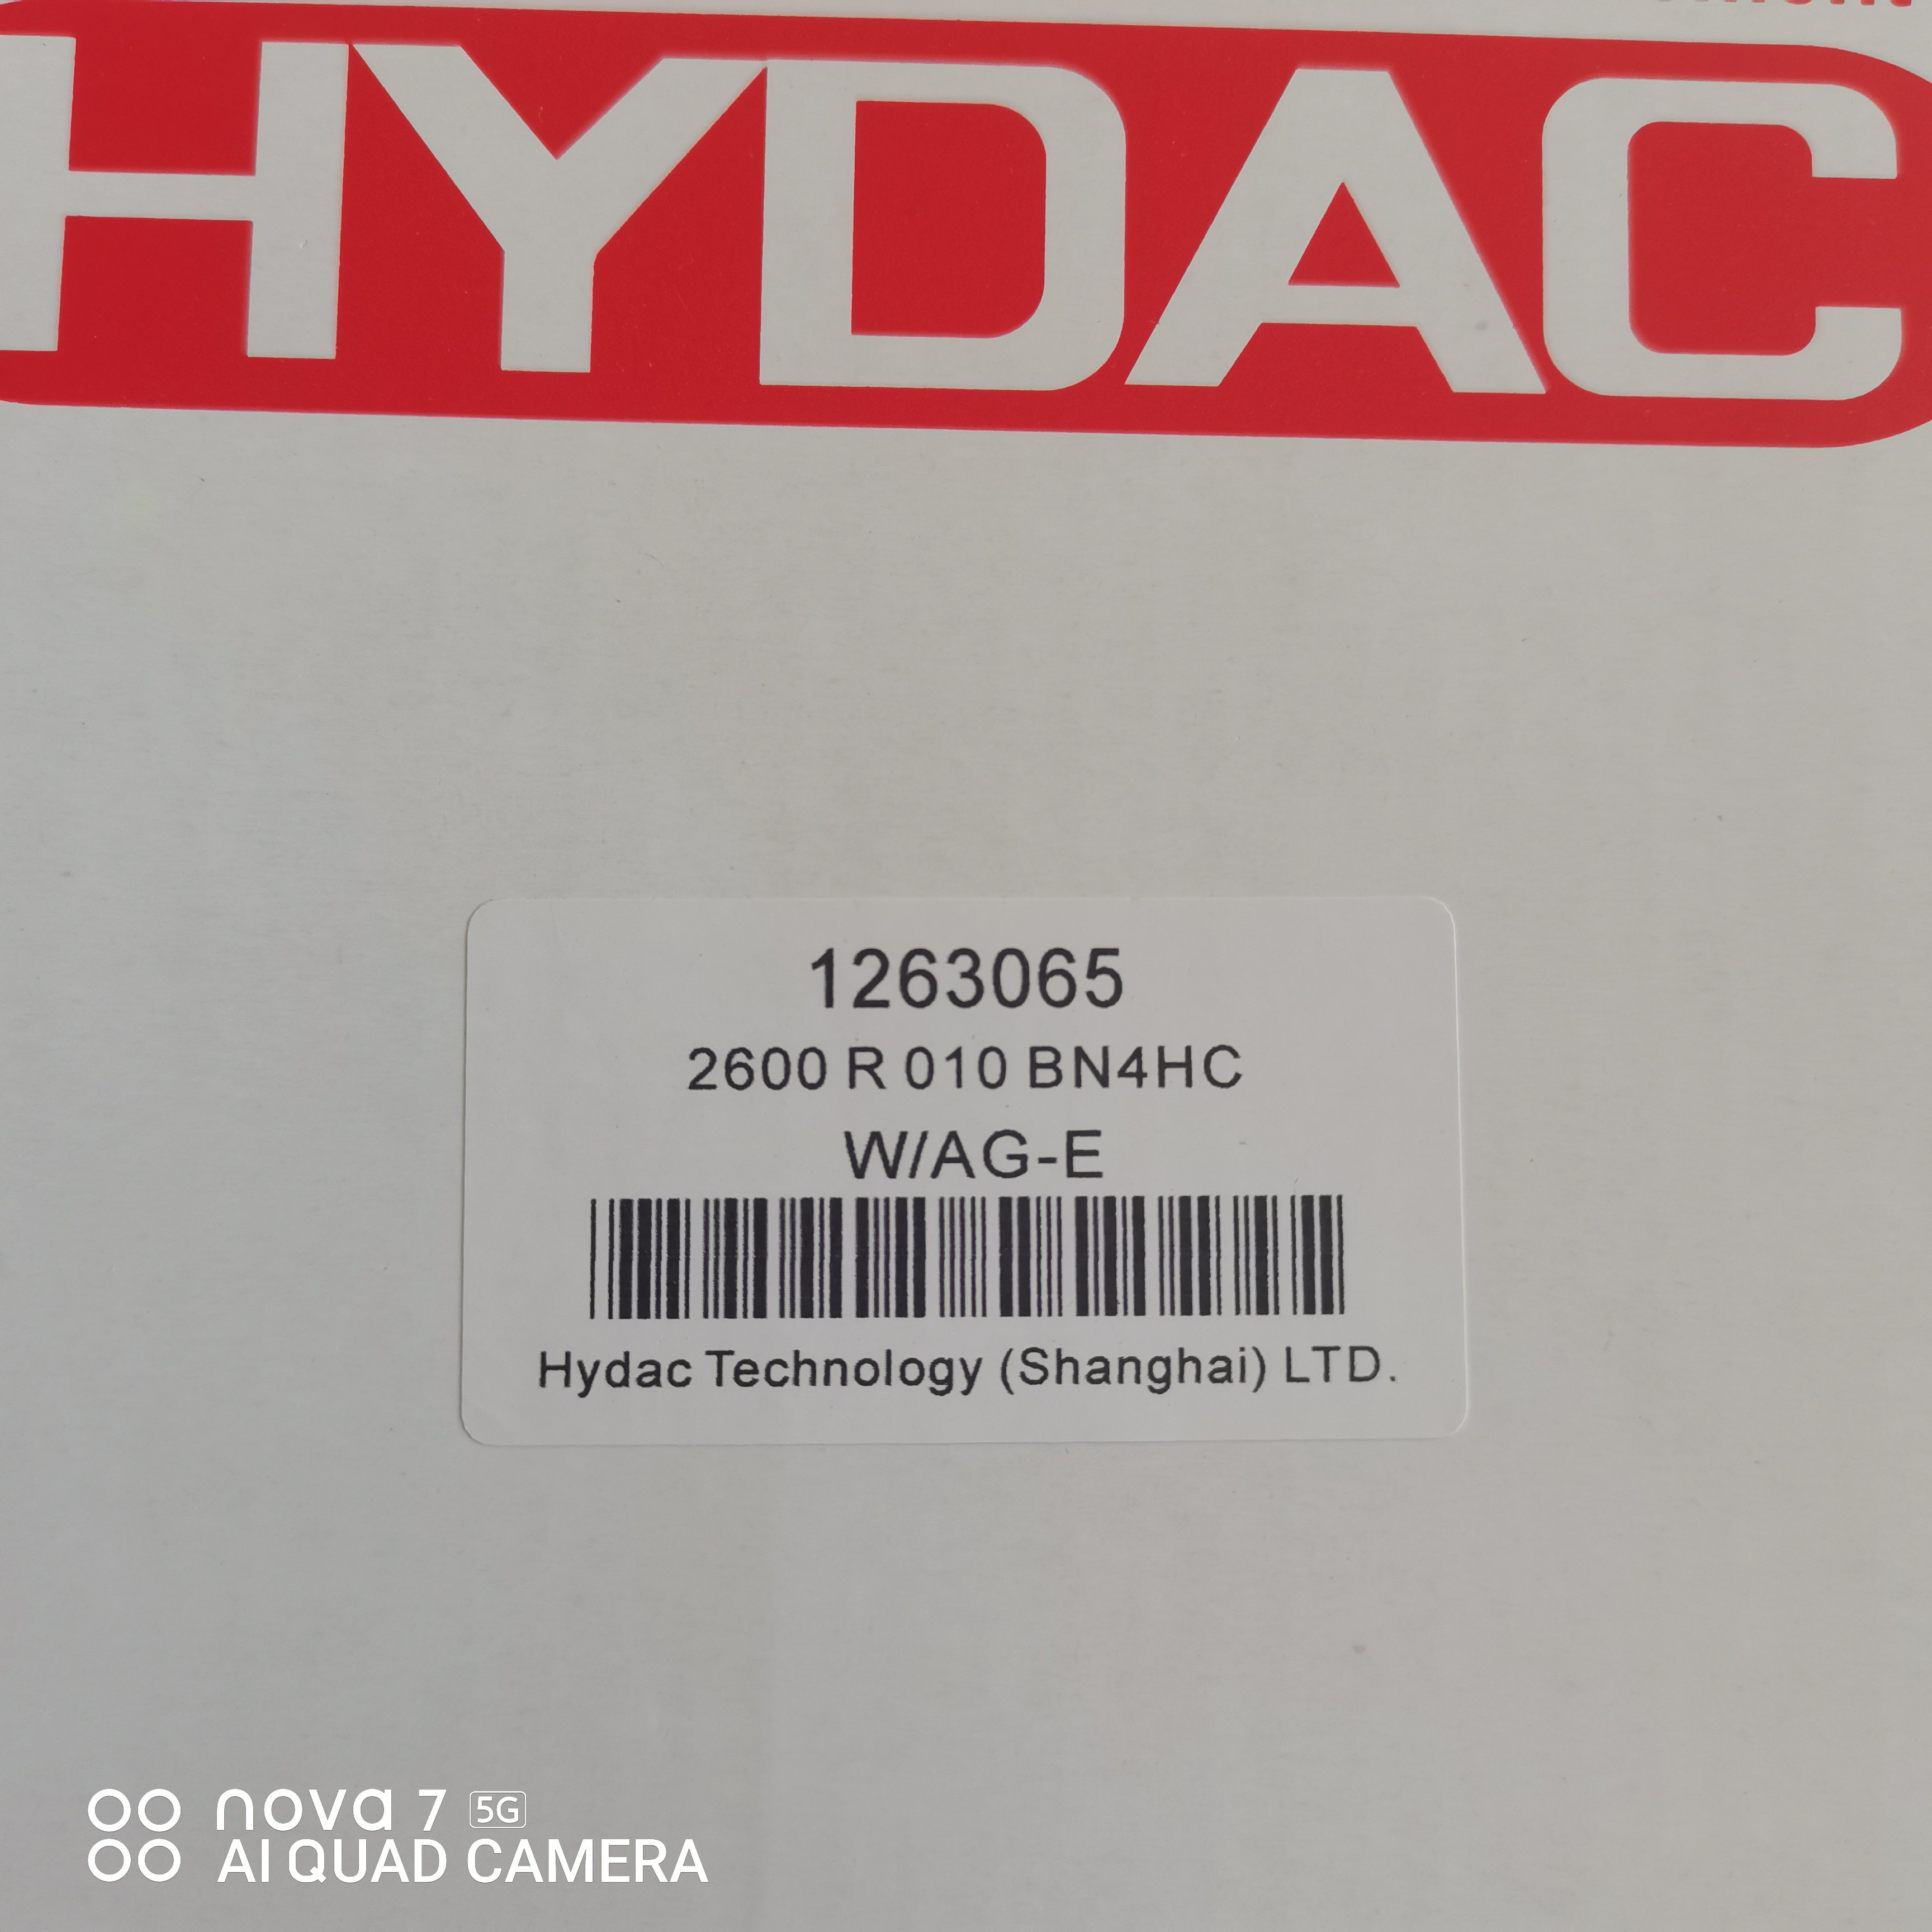 HYDAC
1263065
2600 R 010 BN4HC
W/AG-E
Hydac Technology (Shanghai) LTD.
nova 7 5G
AI QUAD CAMERA